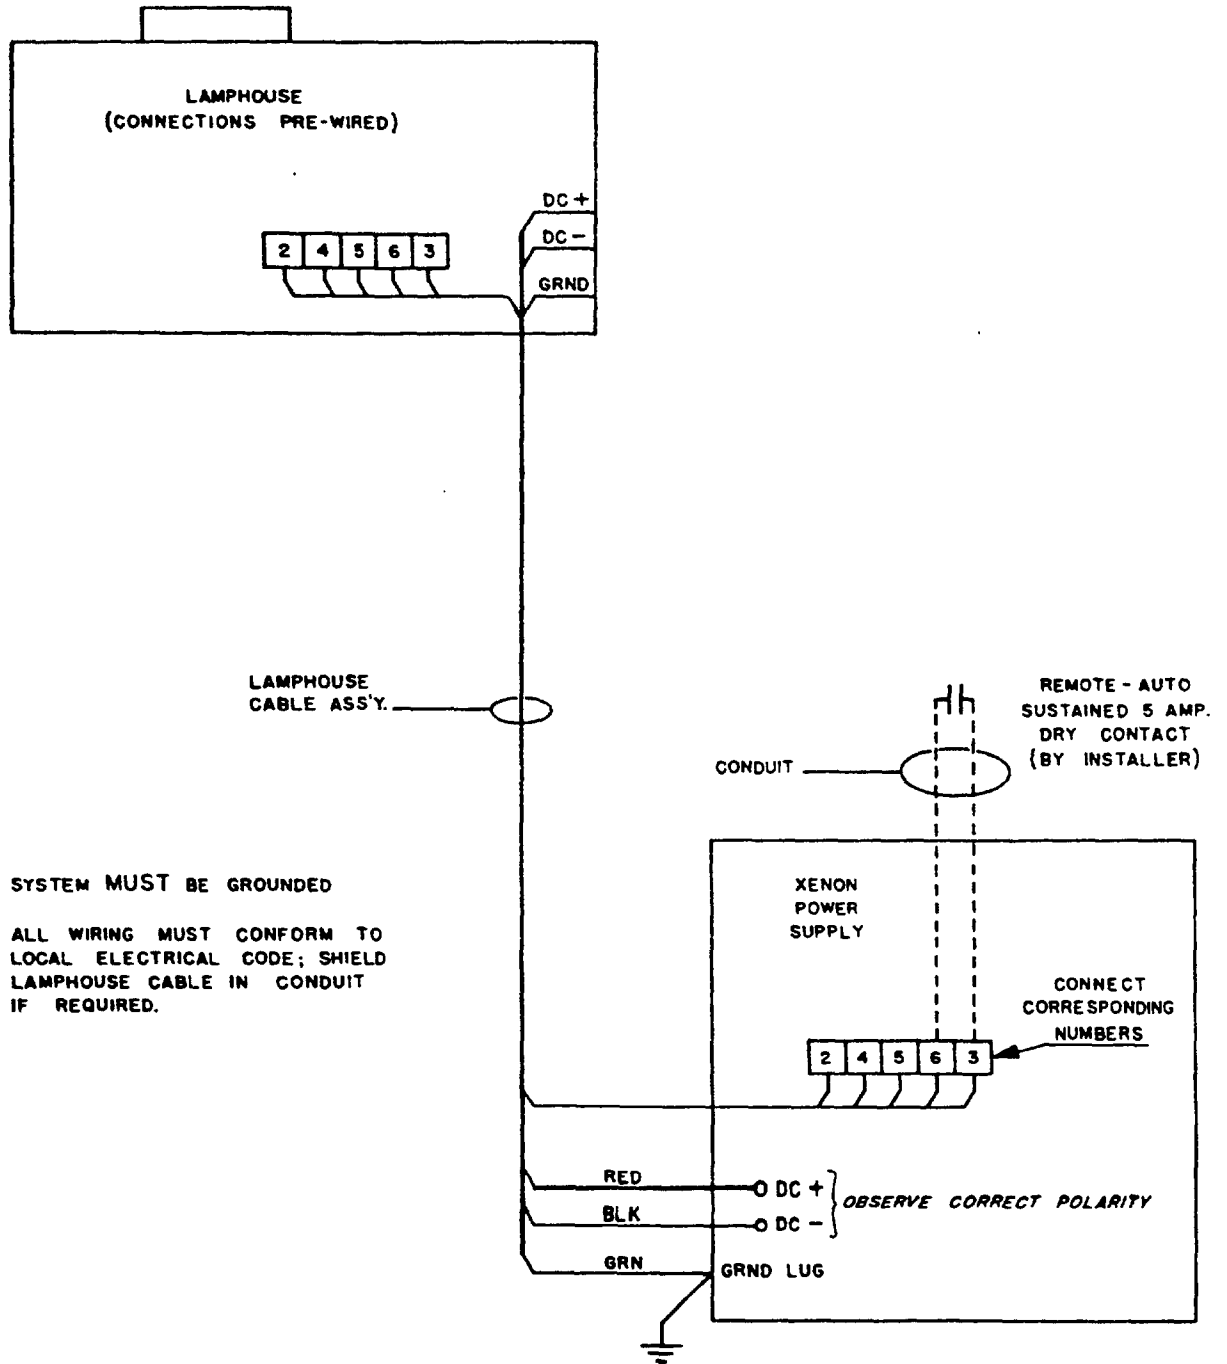 LAMPHOUSE
(CONNECTIONS PRE-WIRED)
DC +
DC -
GRND
2 4 5 6 3
LAMPHOUSE
CABLE ASS'Y.
REMOTE - AUTO
SUSTAINED 5 AMP.
DRY CONTACT
(BY INSTALLER)
CONDUIT
SYSTEM MUST BE GROUNDED
ALL WIRING MUST CONFORM TO
LOCAL ELECTRICAL CODE; SHIELD
LAMPHOUSE CABLE IN CONDUIT
IF REQUIRED.
XENON
POWER
SUPPLY
CONNECT
CORRESPONDING
NUMBERS
2 4 5 6 3
RED
DC +
BLK
DC -
OBSERVE CORRECT POLARITY
GRN
GRND LUG